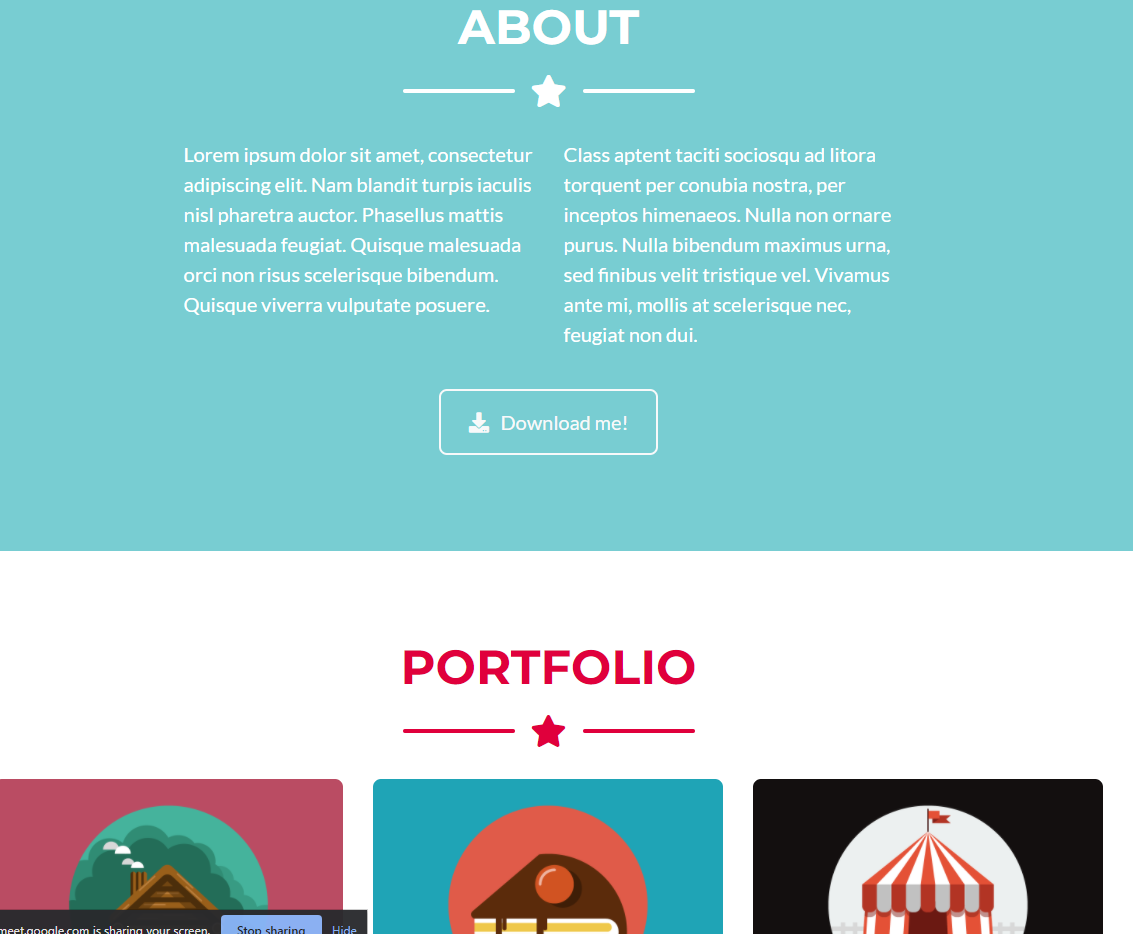 ABOUT
Lorem ipsum dolor sit amet, consectetur
adipiscing elit. Nam blandit turpis iaculis
nisl pharetra auctor. Phasellus mattis
malesuada feugiat. Quisque malesuada
orci non risus scelerisque bibendum.
Quisque viverra vulputate posuere.
Class aptent taciti sociosqu ad litora
torquent per conubia nostra, per
inceptos himenaeos. Nulla non ornare
purus. Nulla bibendum maximus urna,
sed finibus velit tristique vel. Vivamus
ante mi, mollis at scelerisque nec,
feugiat non dui.
Download me!
PORTFOLIO
meet.google.com is sharing your screen.
Stop sharing
Hide